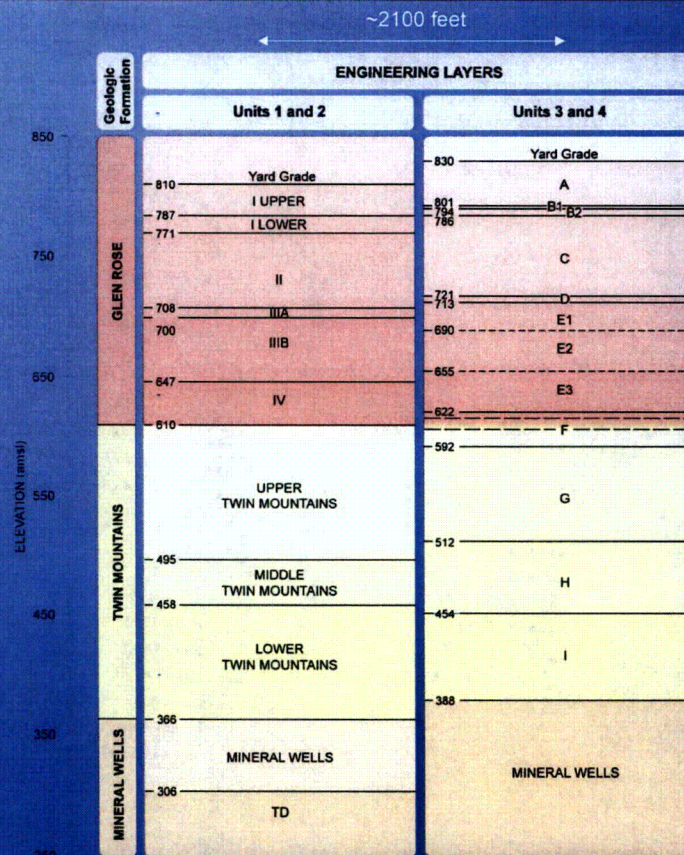 ~2100 feet
Geologic
Formation
ENGINEERING LAYERS
Units 1 and 2
Units 3 and 4
ELEVATION (amsl)
850
750
650
550
450
350
GLEN ROSE
TWIN MOUNTAINS
MINERAL WELLS
Yard Grade
810
I UPPER
787
I LOWER
771
II
708
IIIA
700
IIIB
647
IV
610
UPPER
TWIN MOUNTAINS
495
MIDDLE
TWIN MOUNTAINS
458
LOWER
TWIN MOUNTAINS
366
MINERAL WELLS
306
TD
Yard Grade
830
A
801
B1
794
B2
786
C
721
D
713
E1
690
E2
655
E3
622
F
592
G
512
H
454
I
388
MINERAL WELLS